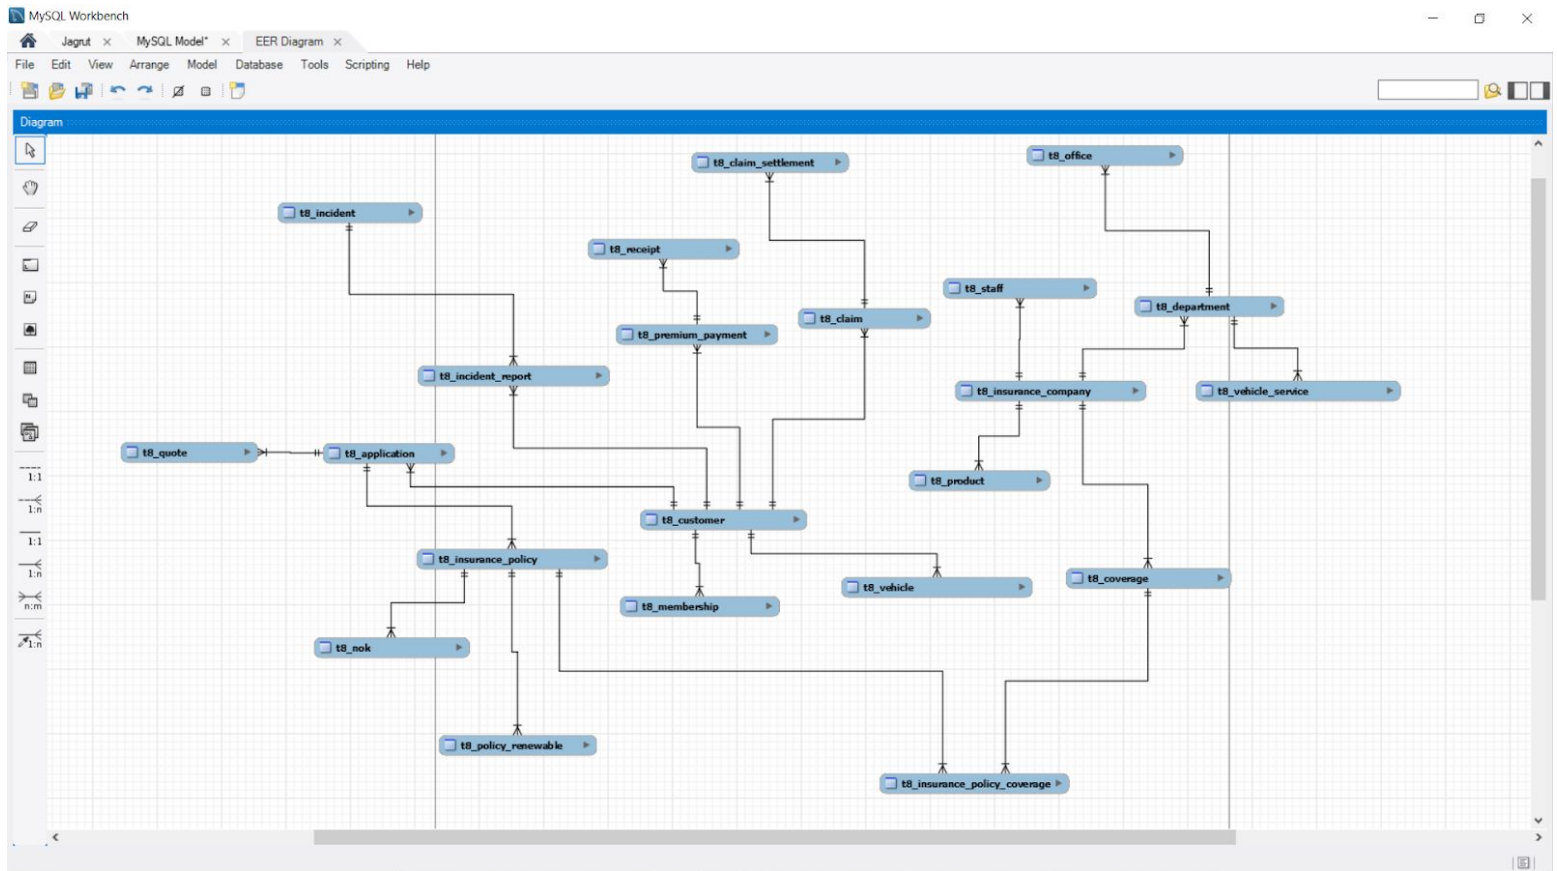 MySQL Workbench
Jagrut × MySQL Model* × EER Diagram ×
File Edit View Arrange Model Database Tools Scripting Help
Diagram
t8_claim_settlement
t8_office
t8_incident
t8_receipt
t8_staff
t8_department
t8_claim
t8_premium_payment
t8_incident_report
t8_insurance_company
t8_vehicle_service
t8_quote
t8_application
t8_product
t8_customer
t8_insurance_policy
t8_coverage
t8_vehicle
t8_membership
t8_nok
t8_policy_renewable
t8_insurance_policy_coverage
1:1
1:n
1:1
1:n
n:m
1:n